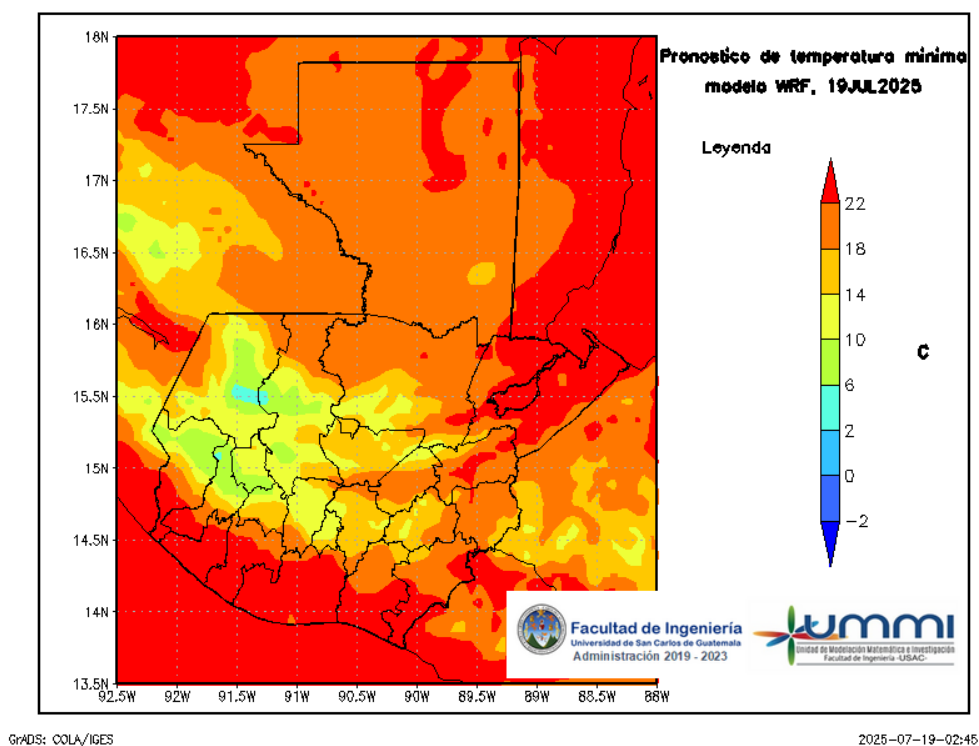 Pronostico de temperatura minima
modelo WRF, 19JUL2025
Leyenda
22
18
14
10
6
2
0
-2
C
18N
17.5N
17N
16.5N
16N
15.5N
15N
14.5N
14N
13.5N
92.5W
92W
91.5W
91W
90.5W
90W
89.5W
89W
88.5W
88W
Facultad de Ingeniería
Universidad de San Carlos de Guatemala
Administración 2019 - 2023
ummi
Unidad de Modelación Matemática e Investigación
Facultad de Ingeniería -USAC-
GrADS: COLA/IGES
2025-07-19-02:45